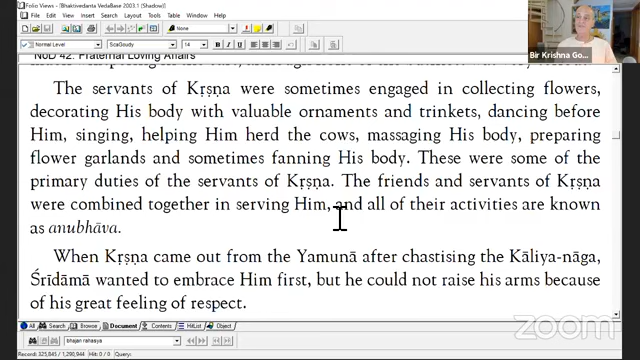 Folio Views - [Bhaktivedanta VedaBase 2003.1 (Shadow)]
File Edit View Search Layout Tools Window Help
<None>
Normal Level
ScaGoudy
14
NoD 42: Fraternal Loving Affairs
The servants of Kṛṣṇa were sometimes engaged in collecting flowers,
decorating His body with valuable ornaments and trinkets, dancing before
Him, singing, helping Him herd the cows, massaging His body, preparing
flower garlands and sometimes fanning His body. These were some of the
primary duties of the servants of Kṛṣṇa. The friends and servants of Kṛṣṇa
were combined together in serving Him, and all of their activities are known
as anubhāva.
When Kṛṣṇa came out from the Yamunā after chastising the Kāliya-nāga,
Śrīdāmā wanted to embrace Him first, but he could not raise his arms because
of his great feeling of respect.
All Search Browse Document Contents HitList Object
bhajan rahasya
Record: 325,845 / 1,290,944 Hit: 0 / 0 Query:
Bir Krishna Go...
zoom